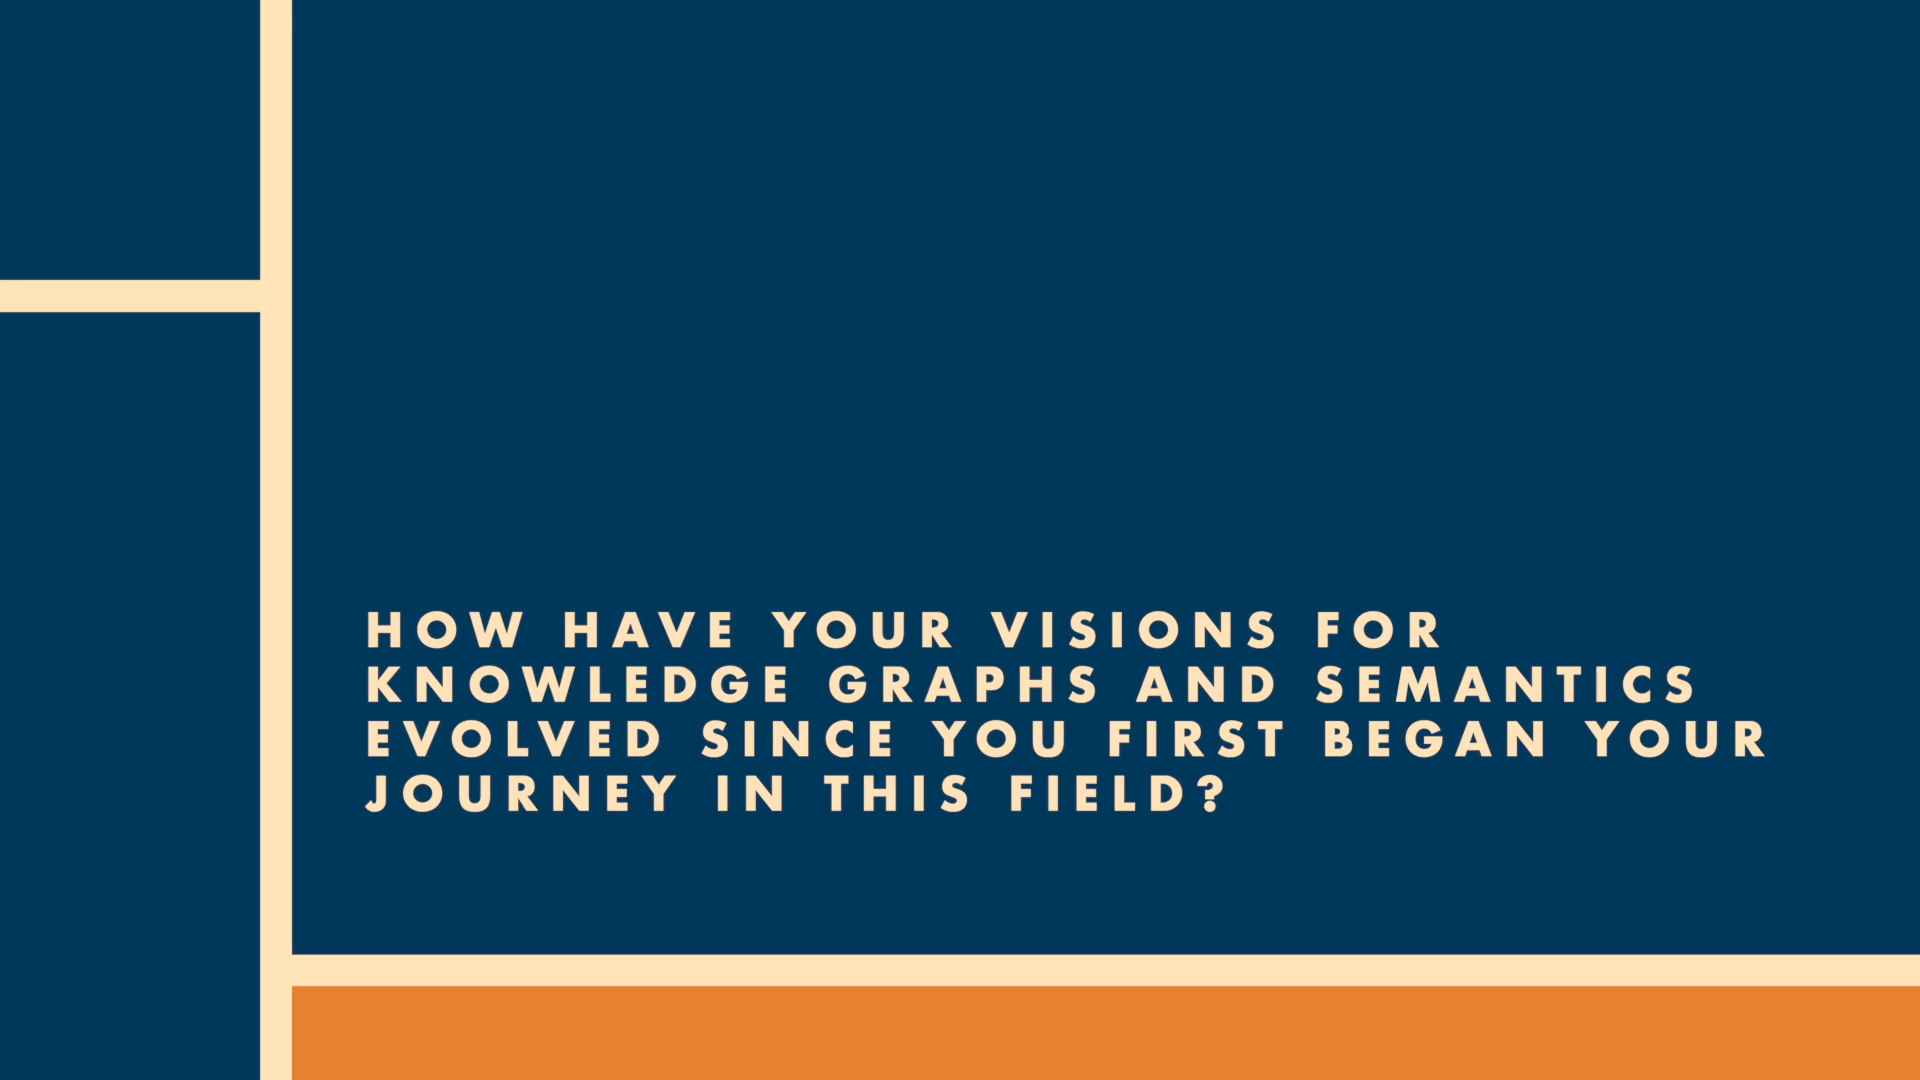 HOW HAVE YOUR VISIONS FOR
KNOWLEDGE GRAPHS AND SEMANTICS
EVOLVED SINCE YOU FIRST BEGAN YOUR
JOURNEY IN THIS FIELD?